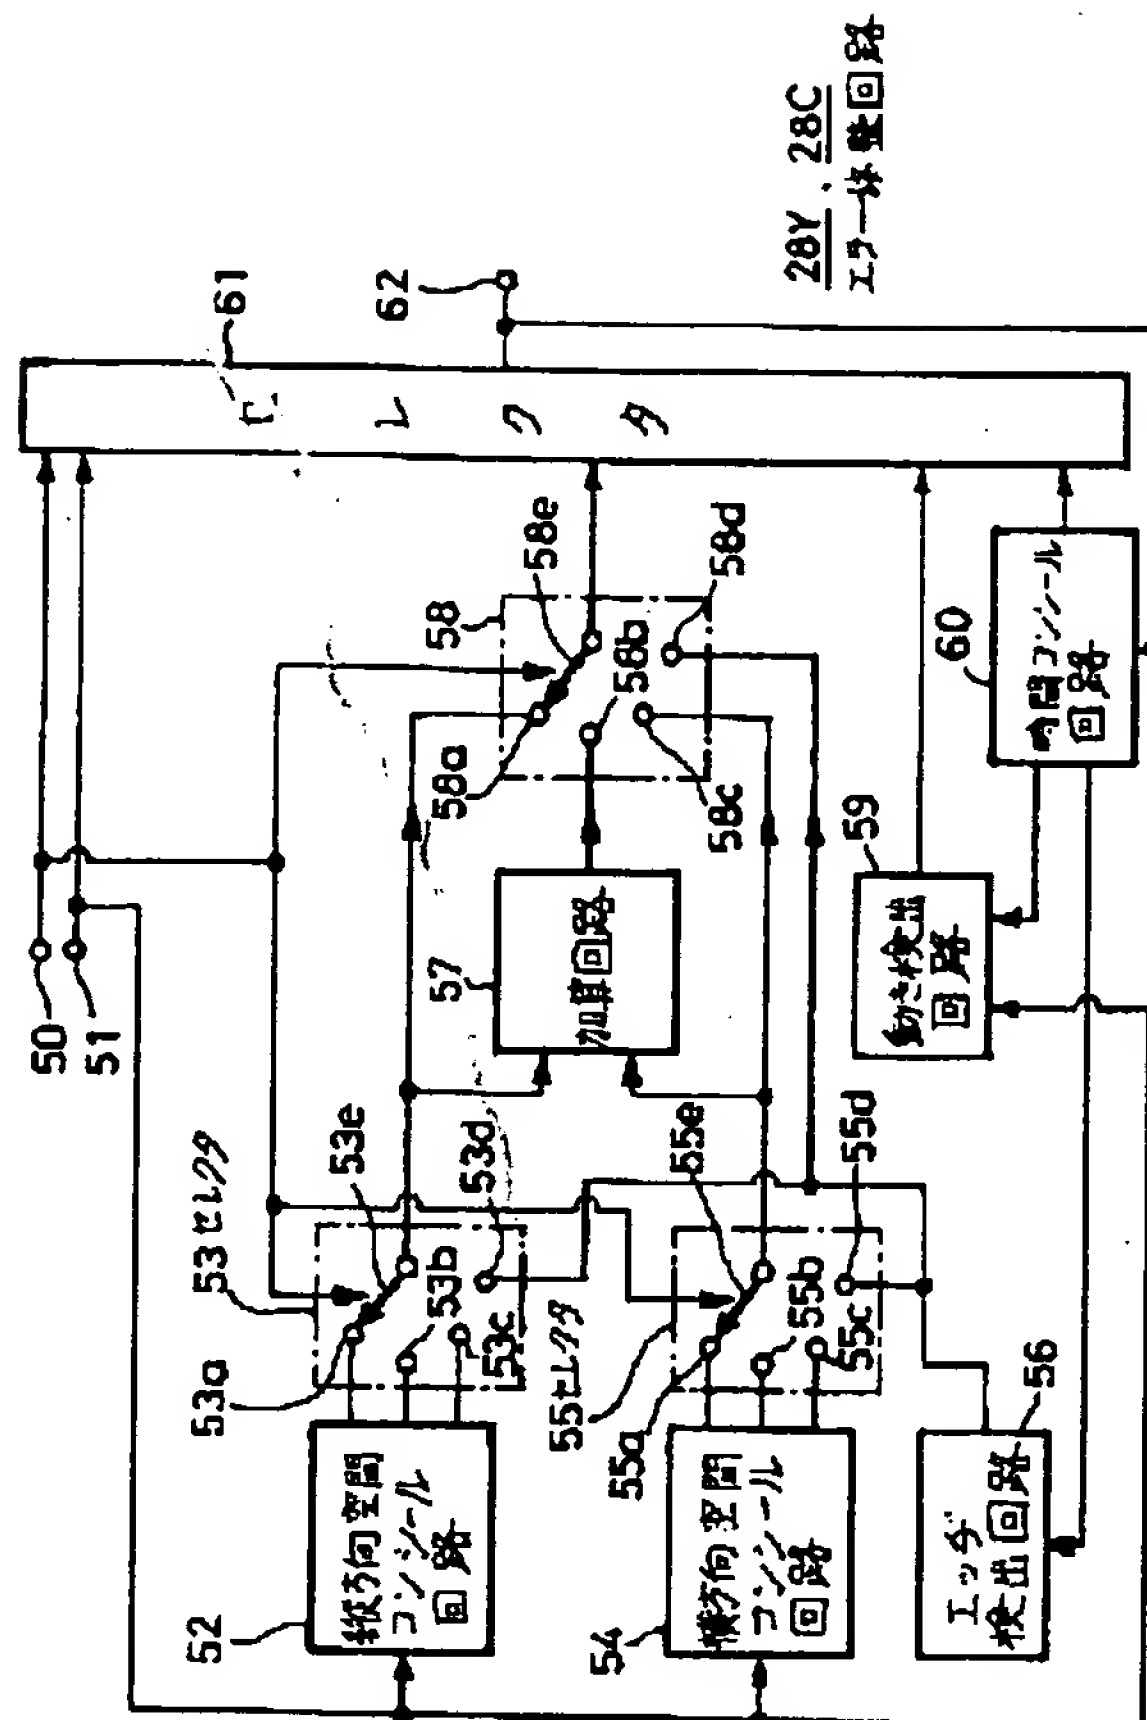 28Y, 28C
エラー修整回路
50
51
61
セレクタ
62
53セレクタ
53a
53e
53b
53c
53d
52
縦方向空間
コンシール
回路
58
58a
58e
58b
58c
58d
57
加算回路
55セレクタ
55a
55e
55b
55c
55d
54
横方向空間
コンシール
回路
56
エッヂ
検出回路
59
動き検出
回路
60
時間コンシール
回路